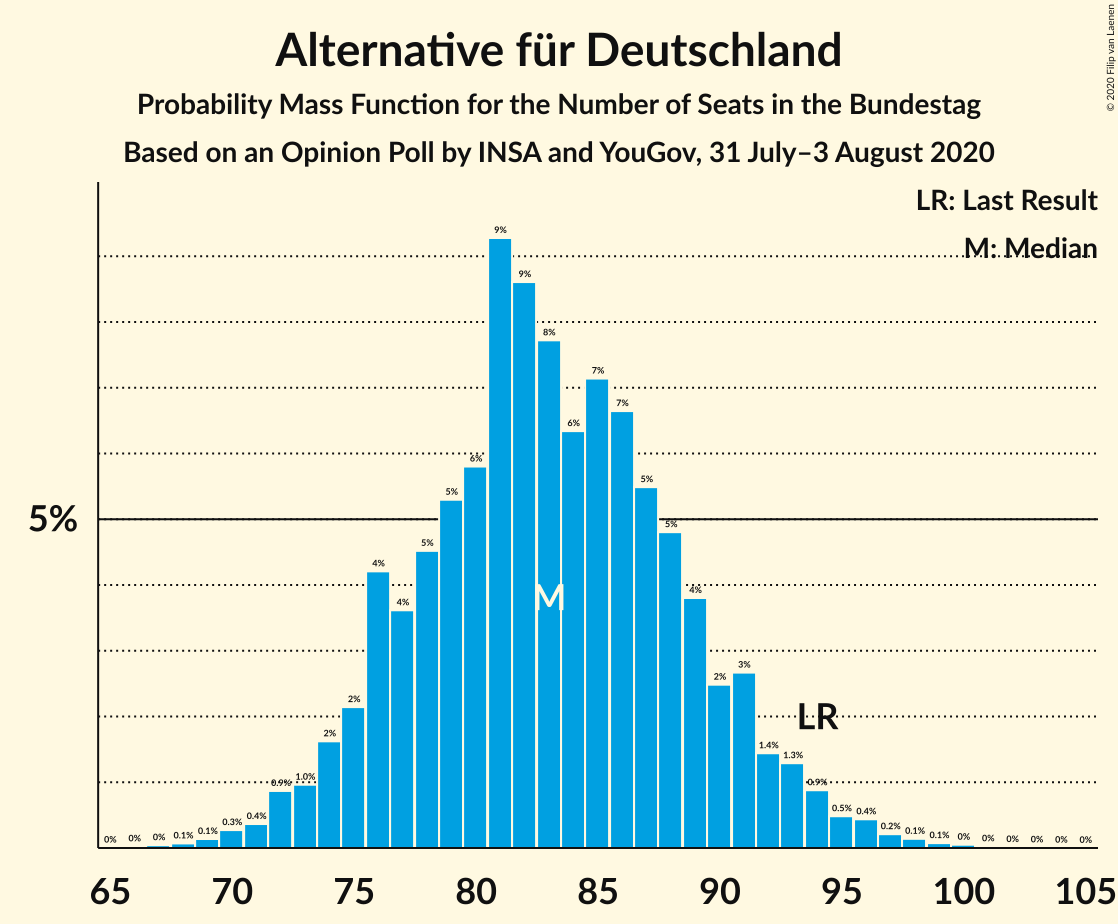 Alternative für Deutschland
Probability Mass Function for the Number of Seats in the Bundestag
Based on an Opinion Poll by INSA and YouGov, 31 July–3 August 2020
© 2020 Filip van Laenen
LR: Last Result
M: Median
5%
0% 0% 0% 0.1% 0.1% 0.3% 0.4% 0.9% 1.0% 2% 2% 4% 4% 5% 5% 6% 9% 9% 8% 6% 7% 7% 5% 5% 4% 2% 3% 1.4% 1.3% 0.9% 0.5% 0.4% 0.2% 0.1% 0.1% 0% 0% 0% 0% 0% 0%
M
LR
65 70 75 80 85 90 95 100 105